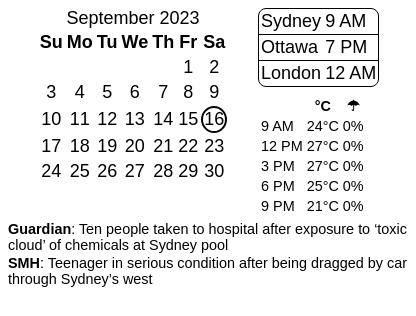 September 2023
Su Mo Tu We Th Fr Sa
1 2
3 4 5 6 7 8 9
10 11 12 13 14 15 16
17 18 19 20 21 22 23
24 25 26 27 28 29 30
Sydney 9 AM
Ottawa 7 PM
London 12 AM
°C ☂
9 AM 24°C 0%
12 PM 27°C 0%
3 PM 27°C 0%
6 PM 25°C 0%
9 PM 21°C 0%
Guardian: Ten people taken to hospital after exposure to ‘toxic
cloud’ of chemicals at Sydney pool
SMH: Teenager in serious condition after being dragged by car
through Sydney’s west